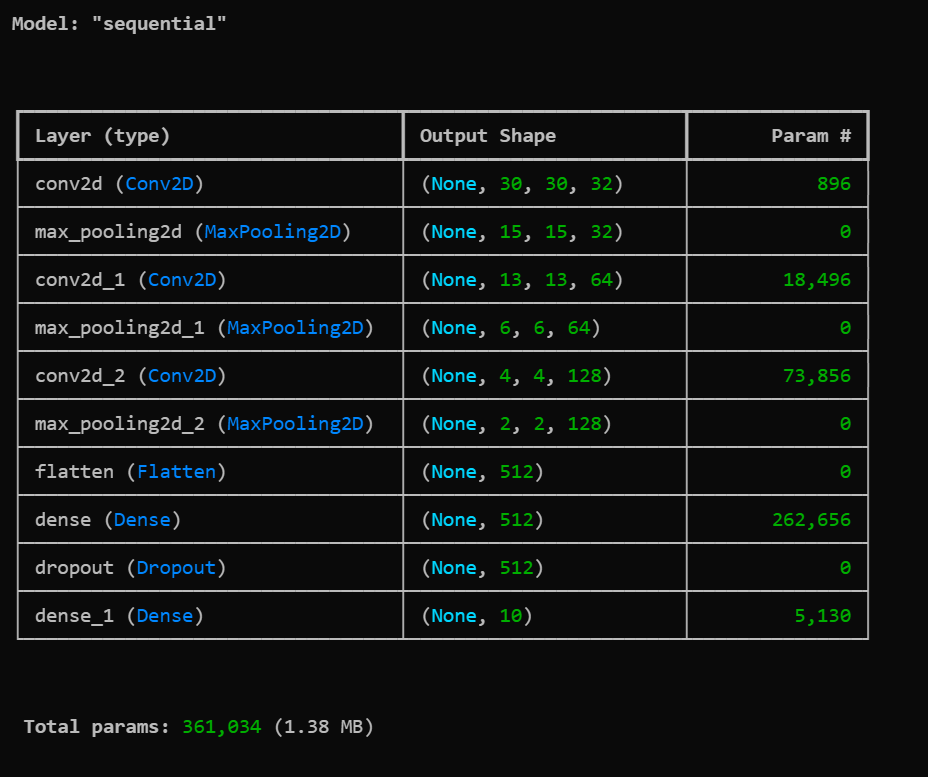 Model: "sequential"
Layer (type) Output Shape Param #
conv2d (Conv2D) (None, 30, 30, 32) 896
max_pooling2d (MaxPooling2D) (None, 15, 15, 32) 0
conv2d_1 (Conv2D) (None, 13, 13, 64) 18,496
max_pooling2d_1 (MaxPooling2D) (None, 6, 6, 64) 0
conv2d_2 (Conv2D) (None, 4, 4, 128) 73,856
max_pooling2d_2 (MaxPooling2D) (None, 2, 2, 128) 0
flatten (Flatten) (None, 512) 0
dense (Dense) (None, 512) 262,656
dropout (Dropout) (None, 512) 0
dense_1 (Dense) (None, 10) 5,130
Total params: 361,034 (1.38 MB)